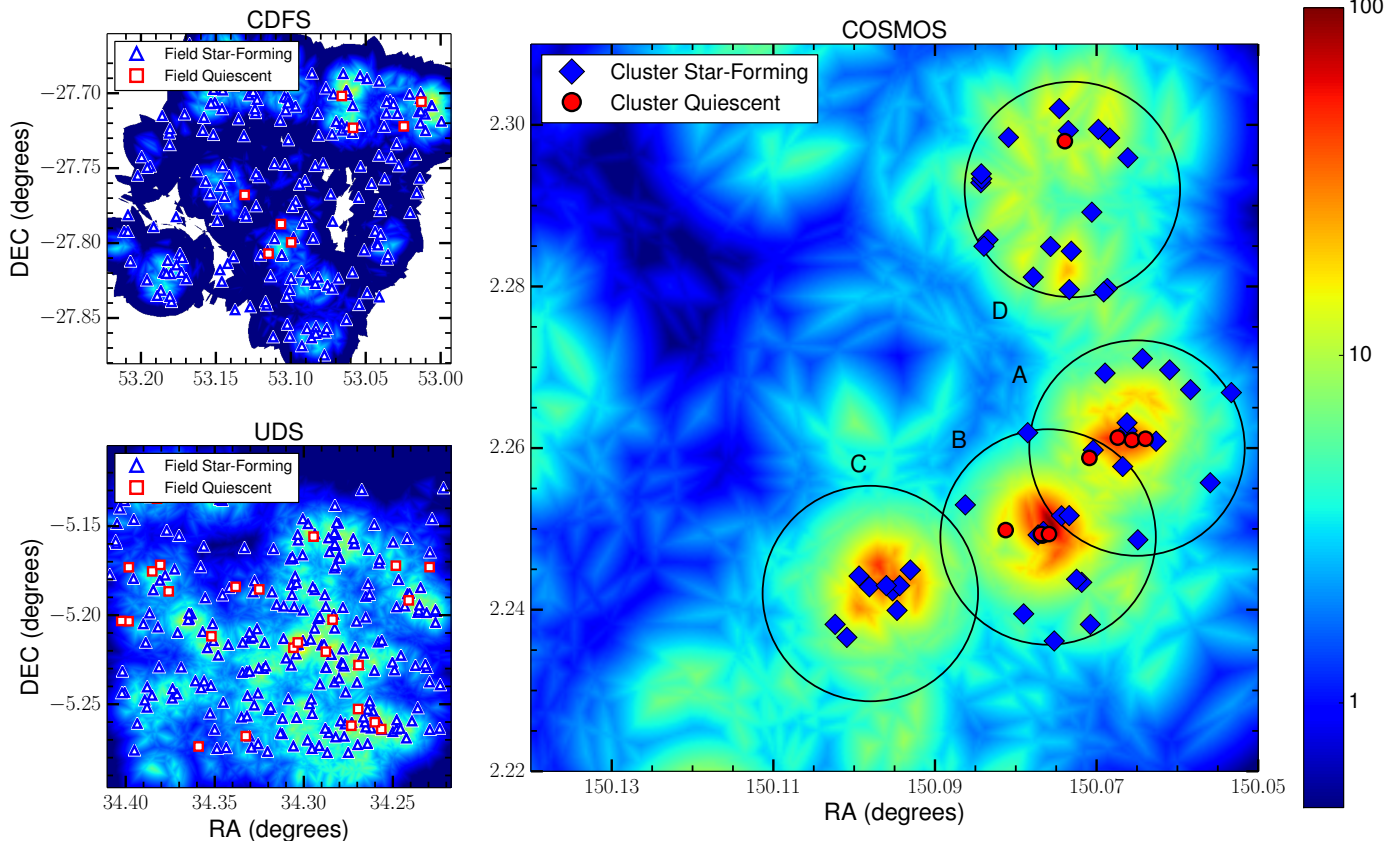 CDFS
Field Star-Forming
Field Quiescent
−27.70
−27.75
−27.80
−27.85
53.20
53.15
53.10
53.05
53.00
DEC (degrees)
UDS
Field Star-Forming
Field Quiescent
−5.15
−5.20
−5.25
34.40
34.35
34.30
34.25
DEC (degrees)
RA (degrees)
COSMOS
Cluster Star-Forming
Cluster Quiescent
2.30
2.28
2.26
2.24
2.22
D
A
B
C
150.13
150.11
150.09
150.07
150.05
RA (degrees)
100
10
1